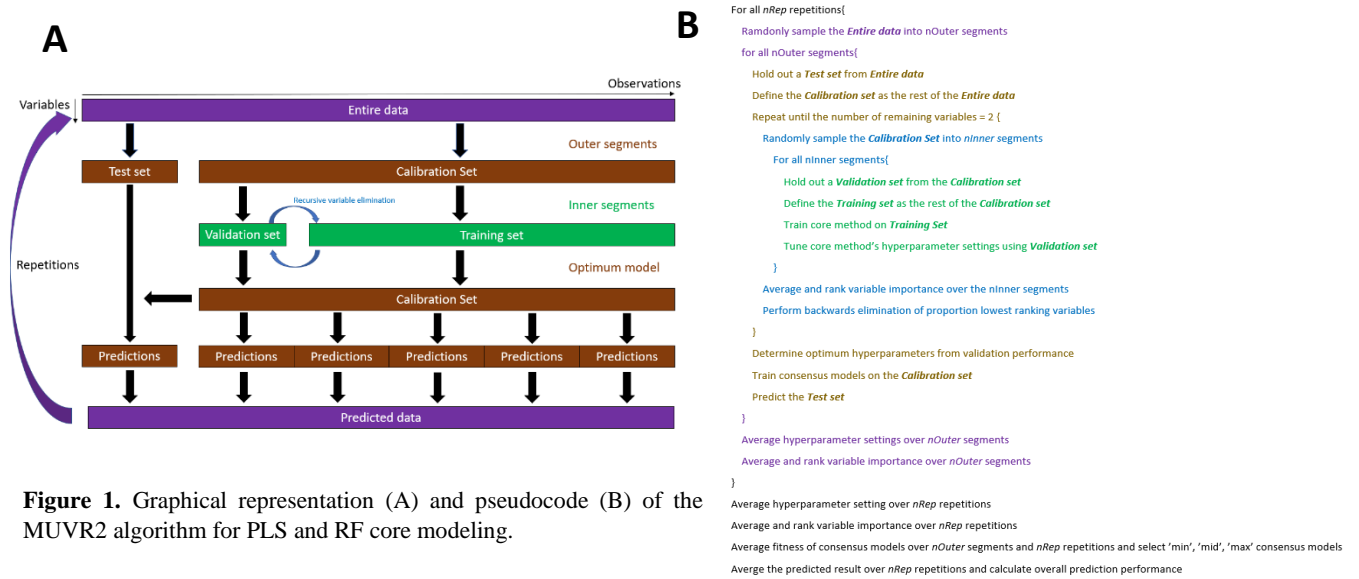 A
Observations
Variables
Entire data
Outer segments
Test set
Calibration Set
Recursive variable elimination
Inner segments
Validation set
Training set
Repetitions
Optimum model
Calibration Set
Predictions
Predictions
Predictions
Predictions
Predictions
Predictions
Predicted data
Figure 1. Graphical representation (A) and pseudocode (B) of the
MUVR2 algorithm for PLS and RF core modeling.
B
For all nRep repetitions{
Ramdonly sample the Entire data into nOuter segments
for all nOuter segments{
Hold out a Test set from Entire data
Define the Calibration set as the rest of the Entire data
Repeat until the number of remaining variables = 2 {
Randomly sample the Calibration Set into nInner segments
For all nInner segments{
Hold out a Validation set from the Calibration set
Define the Training set as the rest of the Calibration set
Train core method on Training Set
Tune core method's hyperparameter settings using Validation set
}
Average and rank variable importance over the nInner segments
Perform backwards elimination of proportion lowest ranking variables
}
Determine optimum hyperparameters from validation performance
Train consensus models on the Calibration set
Predict the Test set
}
Average hyperparameter settings over nOuter segments
Average and rank variable importance over nOuter segments
}
Average hyperparameter setting over nRep repetitions
Average and rank variable importance over nRep repetitions
Average fitness of consensus models over nOuter segments and nRep repetitions and select 'min', 'mid', 'max' consensus models
Averge the predicted result over nRep repetitions and calculate overall prediction performance